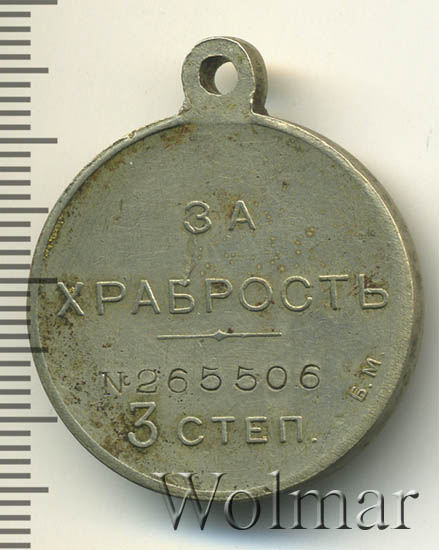 ЗА
ХРАБРОСТЬ
№265506
3 СТЕП.
Б.М.
Wolmar